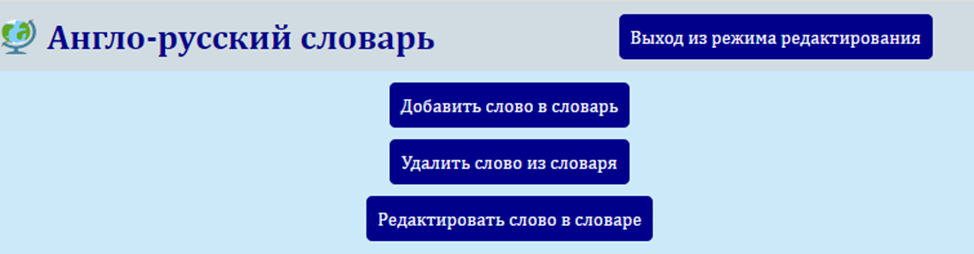 Англо-русский словарь
Выход из режима редактирования
Добавить слово в словарь
Удалить слово из словаря
Редактировать слово в словаре